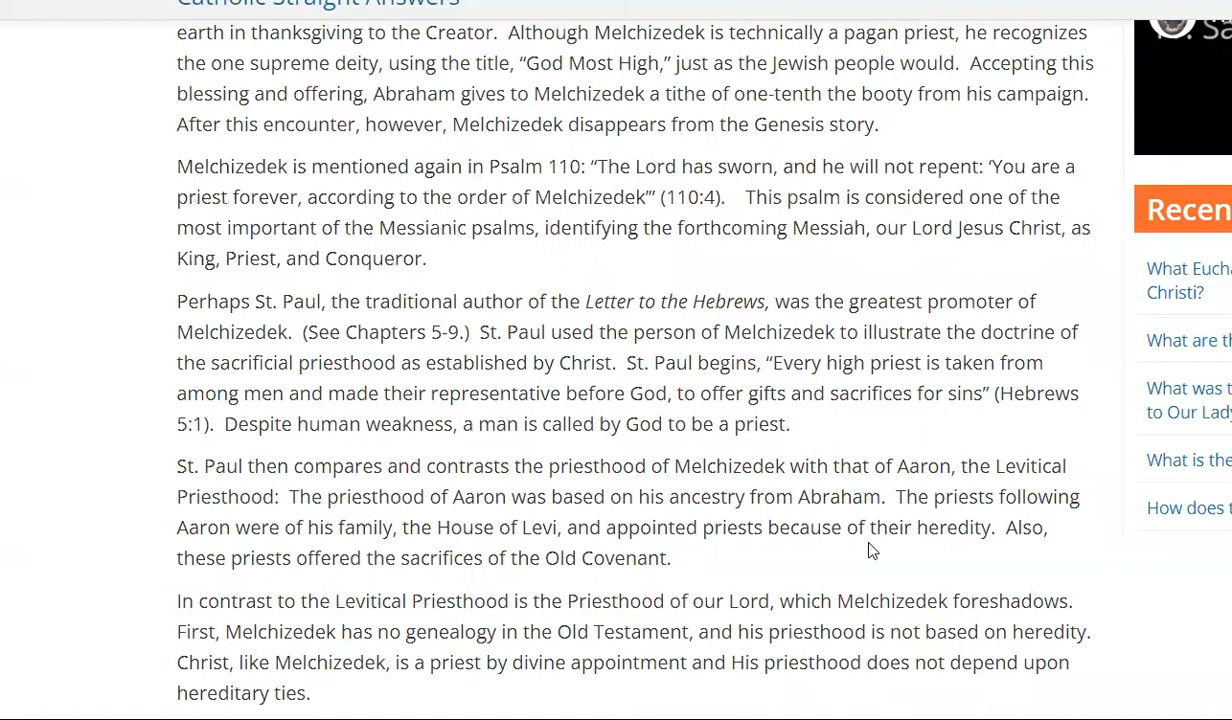 Catholic Straight Answers
earth in thanksgiving to the Creator.  Although Melchizedek is technically a pagan priest, he recognizes
the one supreme deity, using the title, “God Most High,” just as the Jewish people would.  Accepting this
blessing and offering, Abraham gives to Melchizedek a tithe of one-tenth the booty from his campaign.
After this encounter, however, Melchizedek disappears from the Genesis story.
Melchizedek is mentioned again in Psalm 110: “The Lord has sworn, and he will not repent: ‘You are a
priest forever, according to the order of Melchizedek’” (110:4).    This psalm is considered one of the
most important of the Messianic psalms, identifying the forthcoming Messiah, our Lord Jesus Christ, as
King, Priest, and Conqueror.
Perhaps St. Paul, the traditional author of the Letter to the Hebrews, was the greatest promoter of
Melchizedek.  (See Chapters 5-9.)  St. Paul used the person of Melchizedek to illustrate the doctrine of
the sacrificial priesthood as established by Christ.  St. Paul begins, “Every high priest is taken from
among men and made their representative before God, to offer gifts and sacrifices for sins” (Hebrews
5:1).  Despite human weakness, a man is called by God to be a priest.
St. Paul then compares and contrasts the priesthood of Melchizedek with that of Aaron, the Levitical
Priesthood:  The priesthood of Aaron was based on his ancestry from Abraham.  The priests following
Aaron were of his family, the House of Levi, and appointed priests because of their heredity.  Also,
these priests offered the sacrifices of the Old Covenant.
In contrast to the Levitical Priesthood is the Priesthood of our Lord, which Melchizedek foreshadows.
First, Melchizedek has no genealogy in the Old Testament, and his priesthood is not based on heredity.
Christ, like Melchizedek, is a priest by divine appointment and His priesthood does not depend upon
hereditary ties.
Recen
What Eucha
Christi?
What are th
What was t
to Our Lady
What is the
How does t